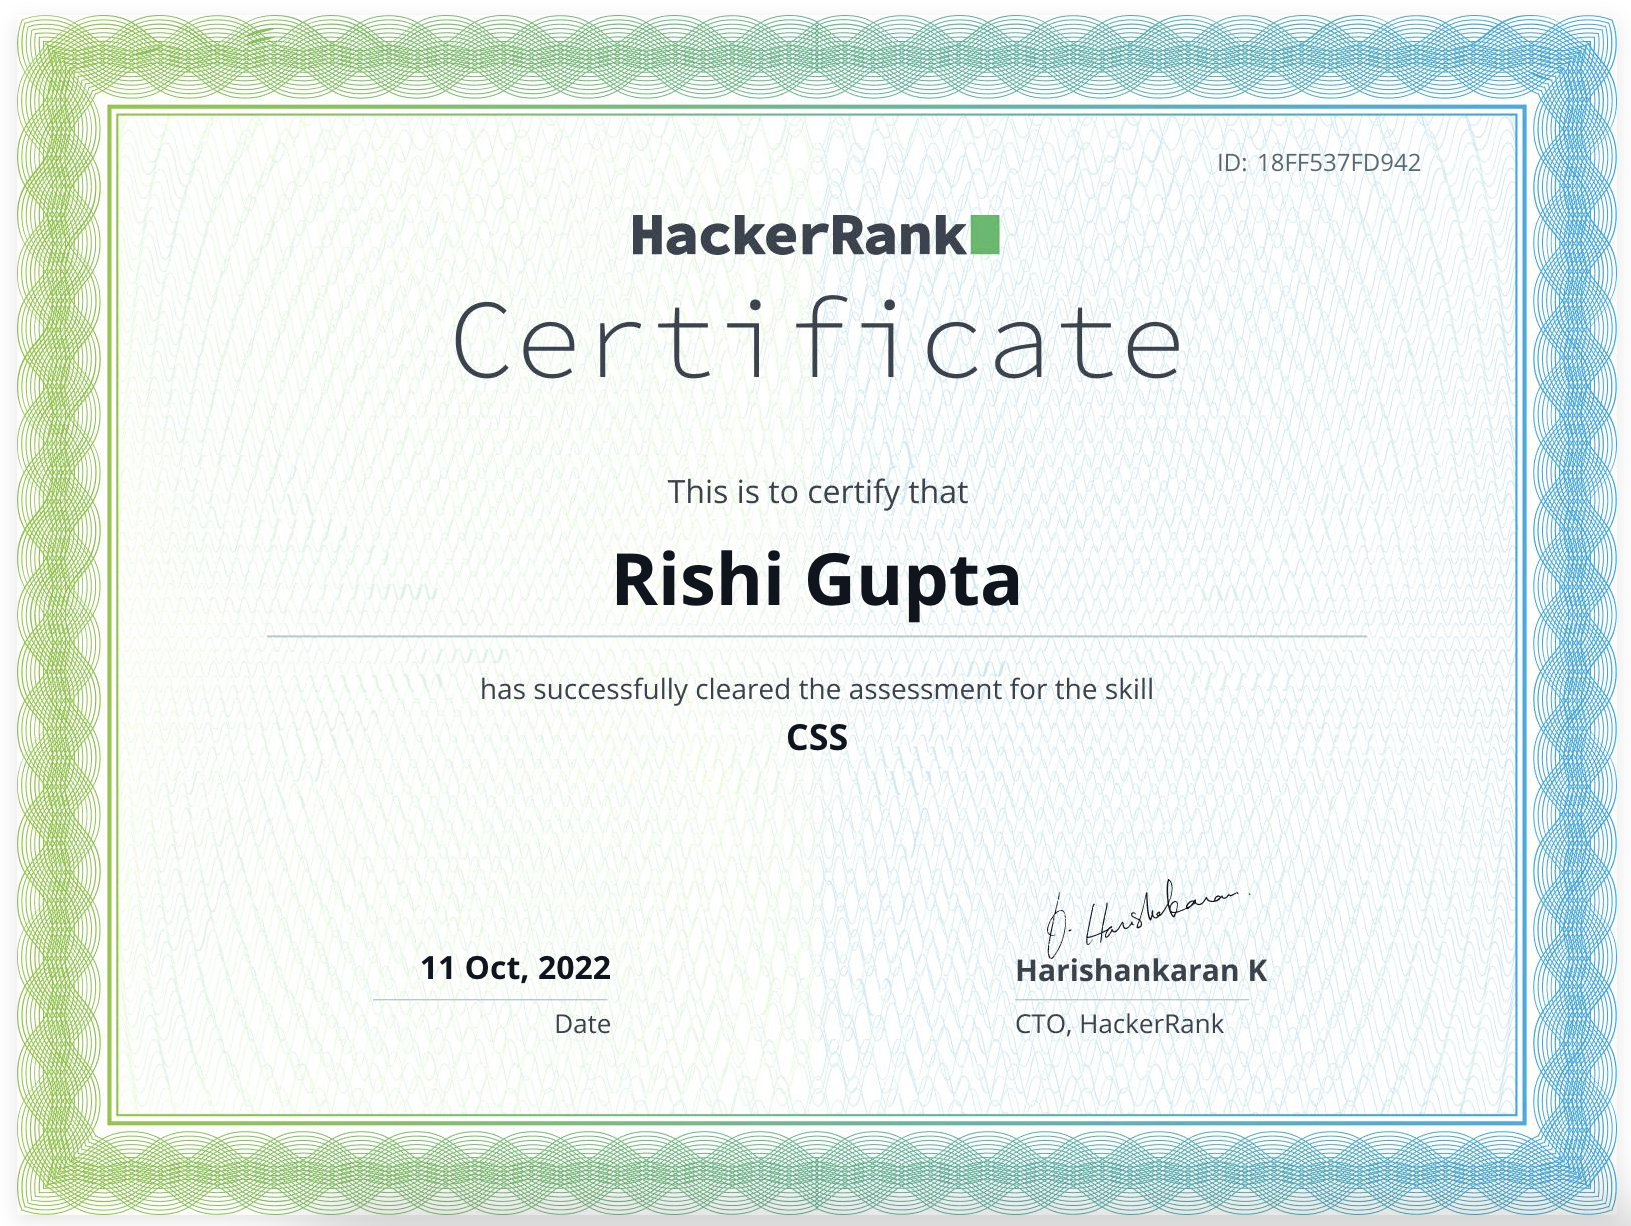 ID: 18FF537FD942
HackerRank
Certificate
This is to certify that
Rishi Gupta
has successfully cleared the assessment for the skill
CSS
11 Oct, 2022
Date
Harishankaran K
CTO, HackerRank